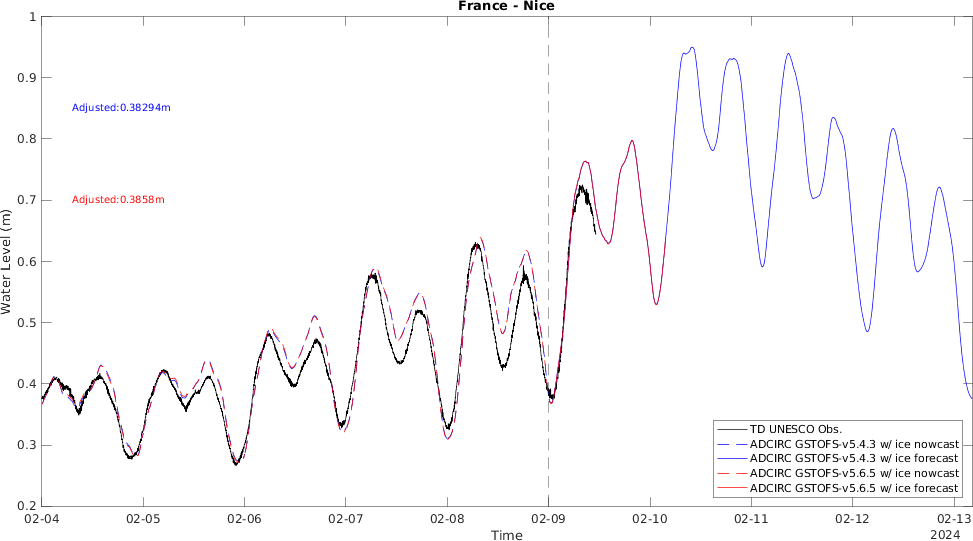 France - Nice
1
0.9
0.8
0.7
0.6
0.5
0.4
0.3
0.2
Water Level (m)
Adjusted:0.38294m
Adjusted:0.3858m
TD UNESCO Obs.
ADCIRC GSTOFS-v5.4.3 w/ ice nowcast
ADCIRC GSTOFS-v5.4.3 w/ ice forecast
ADCIRC GSTOFS-v5.6.5 w/ ice nowcast
ADCIRC GSTOFS-v5.6.5 w/ ice forecast
02-04 02-05 02-06 02-07 02-08 02-09 02-10 02-11 02-12 02-13
2024
Time